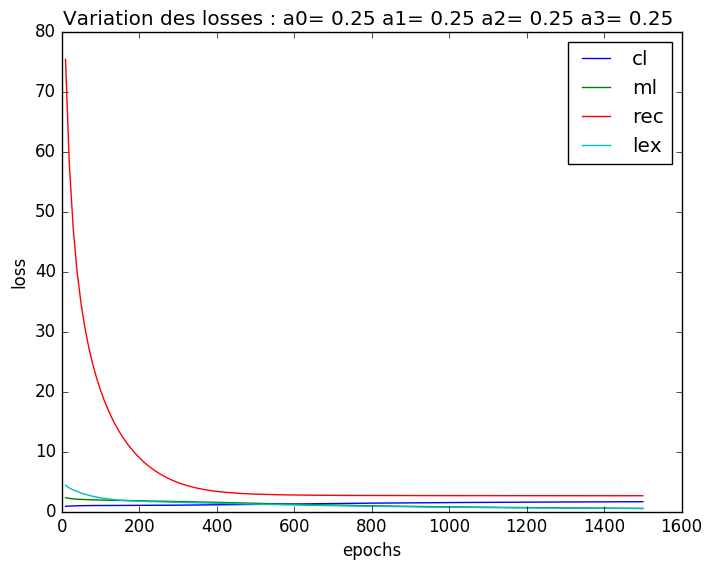 Variation des losses : a0= 0.25 a1= 0.25 a2= 0.25 a3= 0.25
80
70
60
50
40
30
20
10
0
loss
cl
ml
rec
lex
0 200 400 600 800 1000 1200 1400 1600
epochs